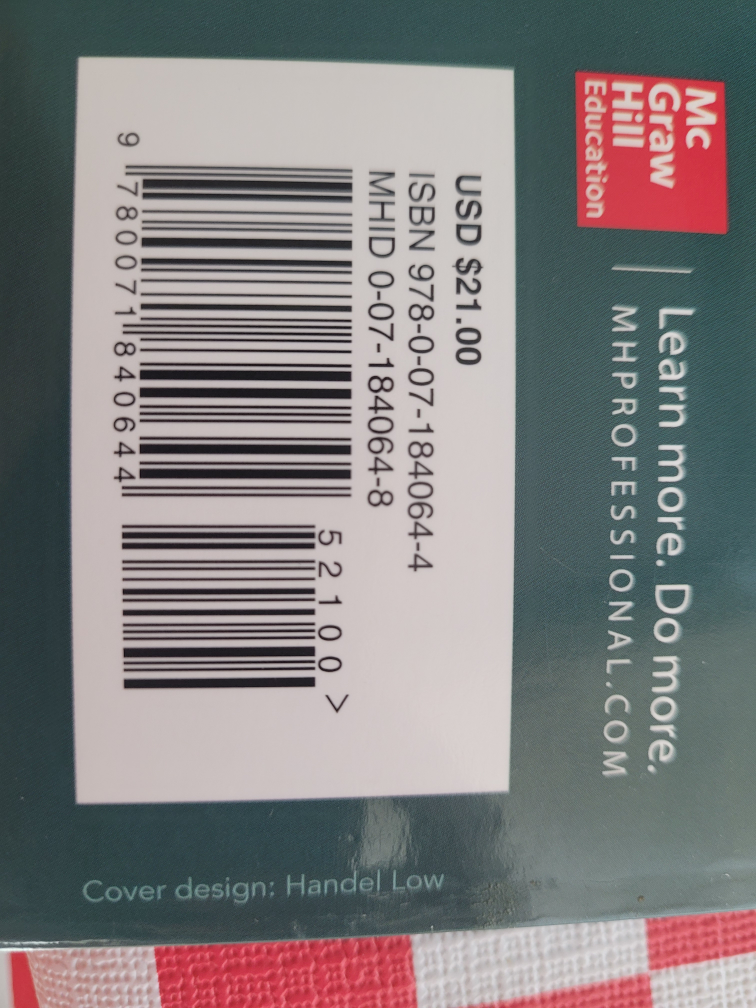 Mc
Graw
Hill
Education
Learn more. Do more.
MHPROFESSIONAL.COM
USD $21.00
ISBN 978-0-07-184064-4
MHID 0-07-184064-8
9 780071 840644
52100>
Cover design: Handel Low